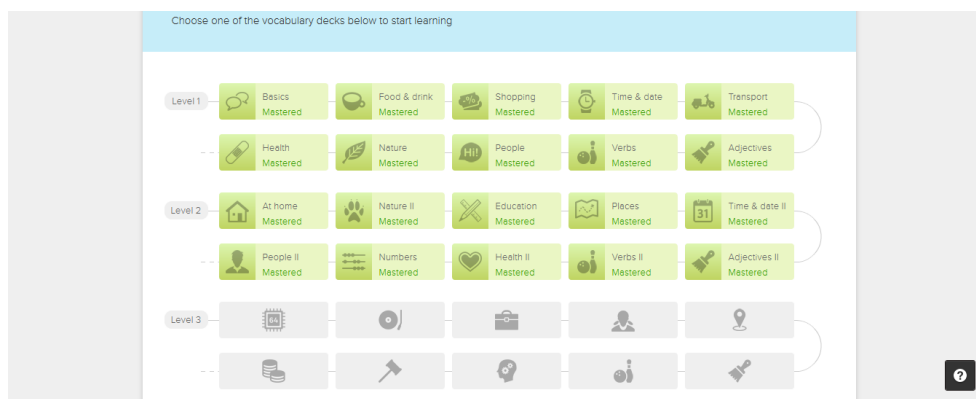 Choose one of the vocabulary decks below to start learning
Level 1
Basics
Mastered
Food & drink
Mastered
Shopping
Mastered
Time & date
Mastered
Transport
Mastered
Health
Mastered
Nature
Mastered
Hi!
People
Mastered
Verbs
Mastered
Adjectives
Mastered
Level 2
At home
Mastered
Nature II
Mastered
Education
Mastered
Places
Mastered
31
Time & date II
Mastered
People II
Mastered
Numbers
Mastered
Health II
Mastered
Verbs II
Mastered
Adjectives II
Mastered
Level 3
64
?